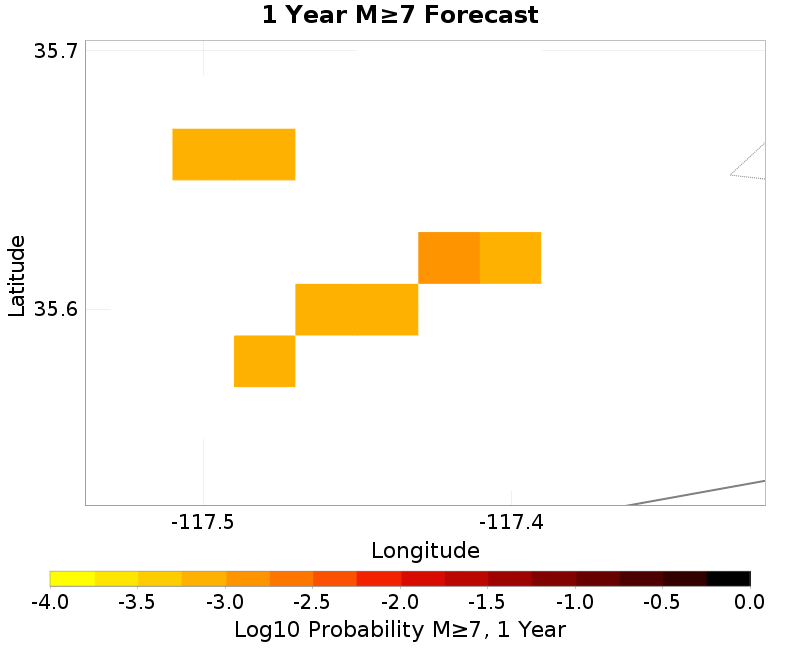 1 Year M≥7 Forecast
35.7
35.6
Latitude
-117.5 -117.4
Longitude
-4.0 -3.5 -3.0 -2.5 -2.0 -1.5 -1.0 -0.5 0.0
Log10 Probability M≥7, 1 Year